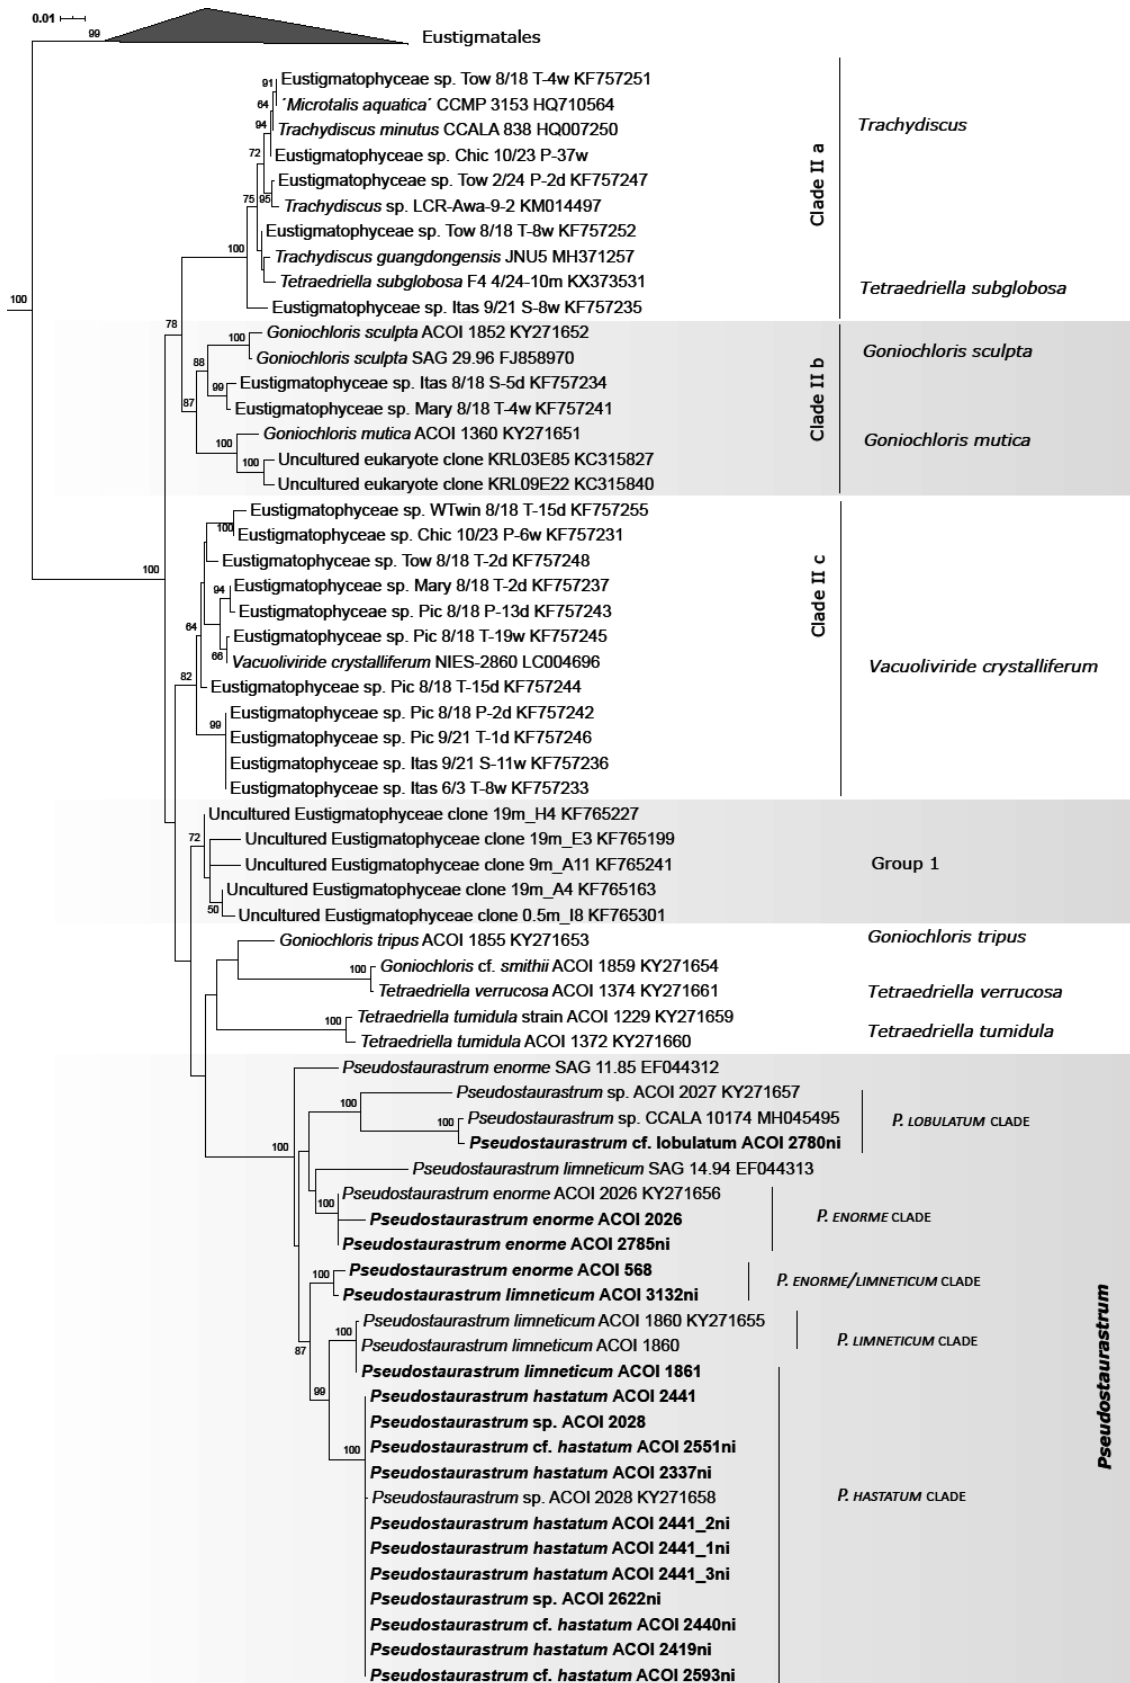 0.01
99
Eustigmatales
91
Eustigmatophyceae sp. Tow 8/18 T-4w KF757251
64
´Microtalis aquatica´ CCMP 3153 HQ710564
94
Trachydiscus minutus CCALA 838 HQ007250
Trachydiscus
72
Eustigmatophyceae sp. Chic 10/23 P-37w
Eustigmatophyceae sp. Tow 2/24 P-2d KF757247
75
95
Trachydiscus sp. LCR-Awa-9-2 KM014497
Clade II a
Eustigmatophyceae sp. Tow 8/18 T-8w KF757252
100
Trachydiscus guangdongensis JNU5 MH371257
Tetraedriella subglobosa F4 4/24-10m KX373531
Tetraedriella subglobosa
100
Eustigmatophyceae sp. Itas 9/21 S-8w KF757235
78
Goniochloris sculpta ACOI 1852 KY271652
100
Goniochloris sculpta SAG 29.96 FJ858970
Goniochloris sculpta
88
Eustigmatophyceae sp. Itas 8/18 S-5d KF757234
99
87
Eustigmatophyceae sp. Mary 8/18 T-4w KF757241
Clade II b
Goniochloris mutica ACOI 1360 KY271651
Goniochloris mutica
100
Uncultured eukaryote clone KRL03E85 KC315827
100
Uncultured eukaryote clone KRL09E22 KC315840
Eustigmatophyceae sp. WTwin 8/18 T-15d KF757255
100
Eustigmatophyceae sp. Chic 10/23 P-6w KF757231
Eustigmatophyceae sp. Tow 8/18 T-2d KF757248
100
Eustigmatophyceae sp. Mary 8/18 T-2d KF757237
94
Eustigmatophyceae sp. Pic 8/18 P-13d KF757243
Clade II c
64
Eustigmatophyceae sp. Pic 8/18 T-19w KF757245
66
Vacuoliviride crystalliferum NIES-2860 LC004696
Vacuoliviride crystalliferum
82
Eustigmatophyceae sp. Pic 8/18 T-15d KF757244
Eustigmatophyceae sp. Pic 8/18 P-2d KF757242
99
Eustigmatophyceae sp. Pic 9/21 T-1d KF757246
Eustigmatophyceae sp. Itas 9/21 S-11w KF757236
Eustigmatophyceae sp. Itas 6/3 T-8w KF757233
Uncultured Eustigmatophyceae clone 19m_H4 KF765227
72
Uncultured Eustigmatophyceae clone 19m_E3 KF765199
Uncultured Eustigmatophyceae clone 9m_A11 KF765241
Group 1
Uncultured Eustigmatophyceae clone 19m_A4 KF765163
50
Uncultured Eustigmatophyceae clone 0.5m_I8 KF765301
Goniochloris tripus ACOI 1855 KY271653
Goniochloris tripus
100
Goniochloris cf. smithii ACOI 1859 KY271654
Tetraedriella verrucosa ACOI 1374 KY271661
Tetraedriella verrucosa
100
Tetraedriella tumidula strain ACOI 1229 KY271659
Tetraedriella tumidula ACOI 1372 KY271660
Tetraedriella tumidula
Pseudostaurastrum enorme SAG 11.85 EF044312
Pseudostaurastrum sp. ACOI 2027 KY271657
100
Pseudostaurastrum sp. CCALA 10174 MH045495
P. LOBULATUM CLADE
100
Pseudostaurastrum cf. lobulatum ACOI 2780ni
100
Pseudostaurastrum limneticum SAG 14.94 EF044313
Pseudostaurastrum enorme ACOI 2026 KY271656
100
Pseudostaurastrum enorme ACOI 2026
P. ENORME CLADE
Pseudostaurastrum enorme ACOI 2785ni
Pseudostaurastrum enorme ACOI 568
100
P. ENORME/LIMNETICUM CLADE
Pseudostaurastrum limneticum ACOI 3132ni
Pseudostaurastrum limneticum ACOI 1860 KY271655
100
P. LIMNETICUM CLADE
87
Pseudostaurastrum limneticum ACOI 1860
Pseudostaurastrum limneticum ACOI 1861
Pseudostaurastrum
99
Pseudostaurastrum hastatum ACOI 2441
Pseudostaurastrum sp. ACOI 2028
100
Pseudostaurastrum cf. hastatum ACOI 2551ni
Pseudostaurastrum hastatum ACOI 2337ni
Pseudostaurastrum sp. ACOI 2028 KY271658
P. HASTATUM CLADE
Pseudostaurastrum hastatum ACOI 2441_2ni
Pseudostaurastrum hastatum ACOI 2441_1ni
Pseudostaurastrum hastatum ACOI 2441_3ni
Pseudostaurastrum sp. ACOI 2622ni
Pseudostaurastrum cf. hastatum ACOI 2440ni
Pseudostaurastrum hastatum ACOI 2419ni
Pseudostaurastrum cf. hastatum ACOI 2593ni